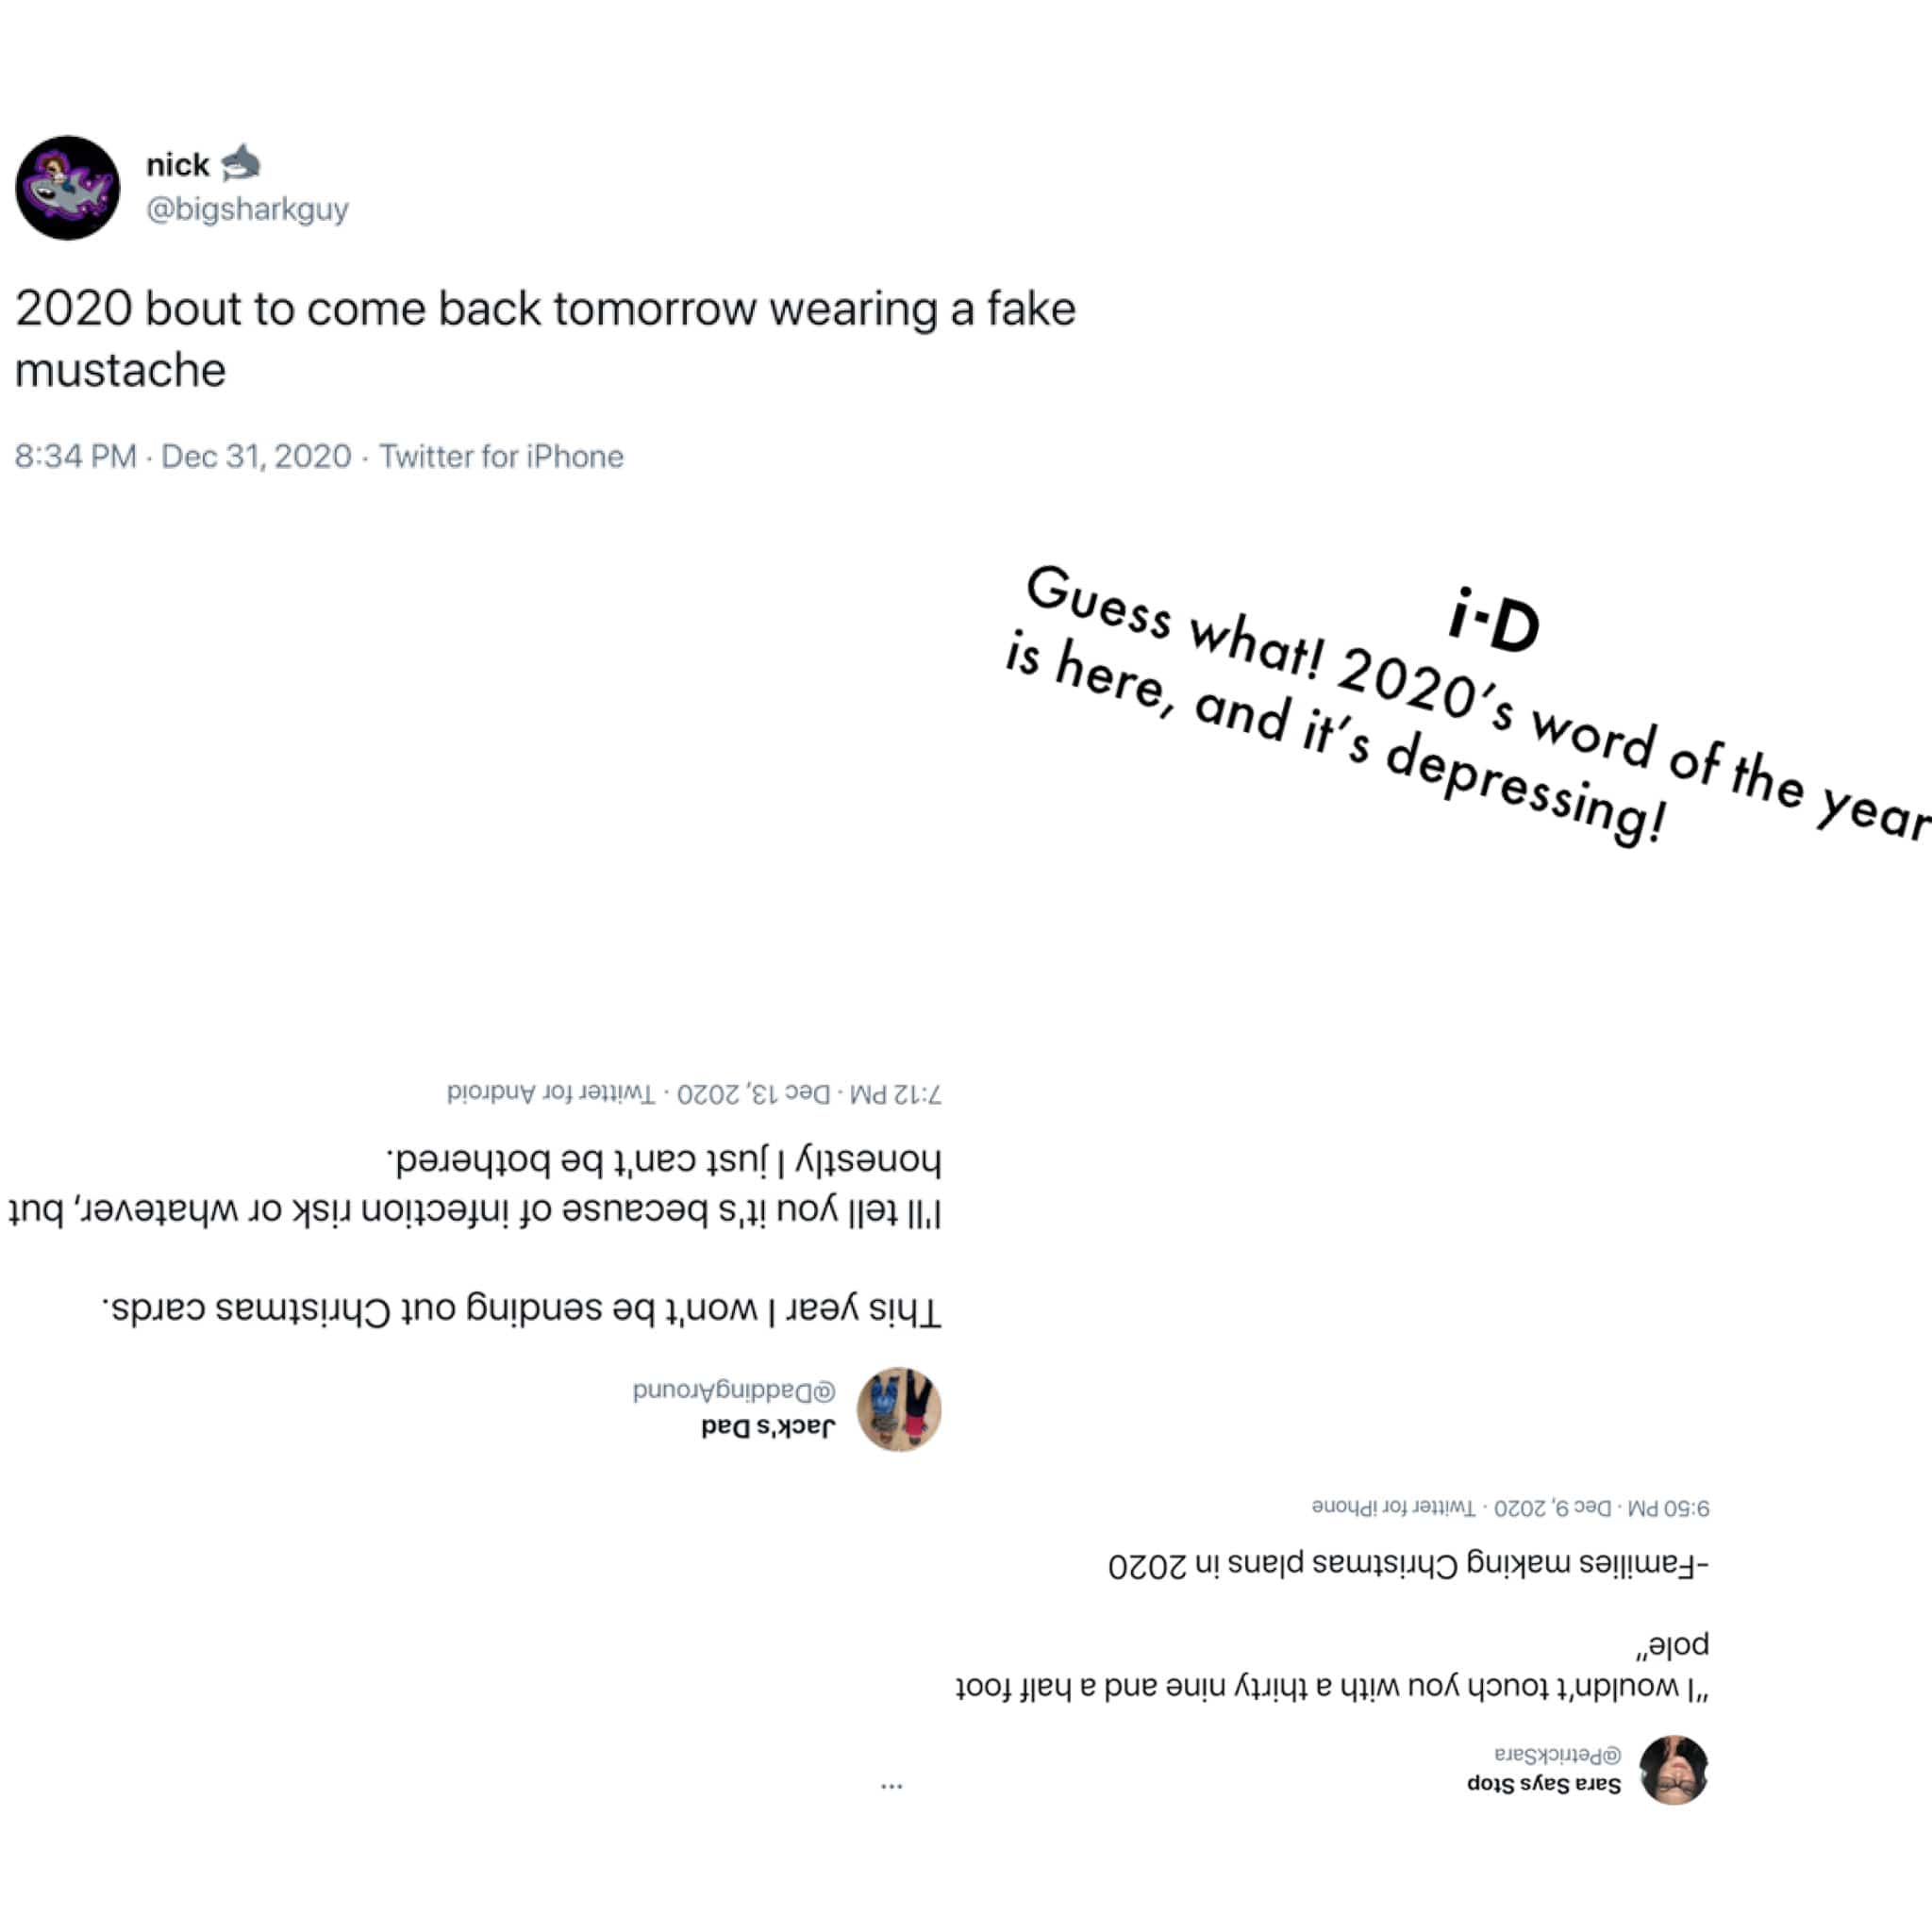 nick 🦈
@bigsharkguy
2020 bout to come back tomorrow wearing a fake
mustache
8:34 PM · Dec 31, 2020 · Twitter for iPhone
i-D
Guess what! 2020's word of the year
is here, and it's depressing!
Jack's Dad
@DaddingAround
This year I won't be sending out Christmas cards.
I'll tell you it's because of infection risk or whatever, but
honestly I just can't be bothered.
7:12 PM · Dec 13, 2020 · Twitter for Android
Sara Says Stop
@PetrickSara
...
"I wouldn't touch you with a thirty nine and a half foot
pole"
-Families making Christmas plans in 2020
9:50 PM · Dec 9, 2020 · Twitter for iPhone